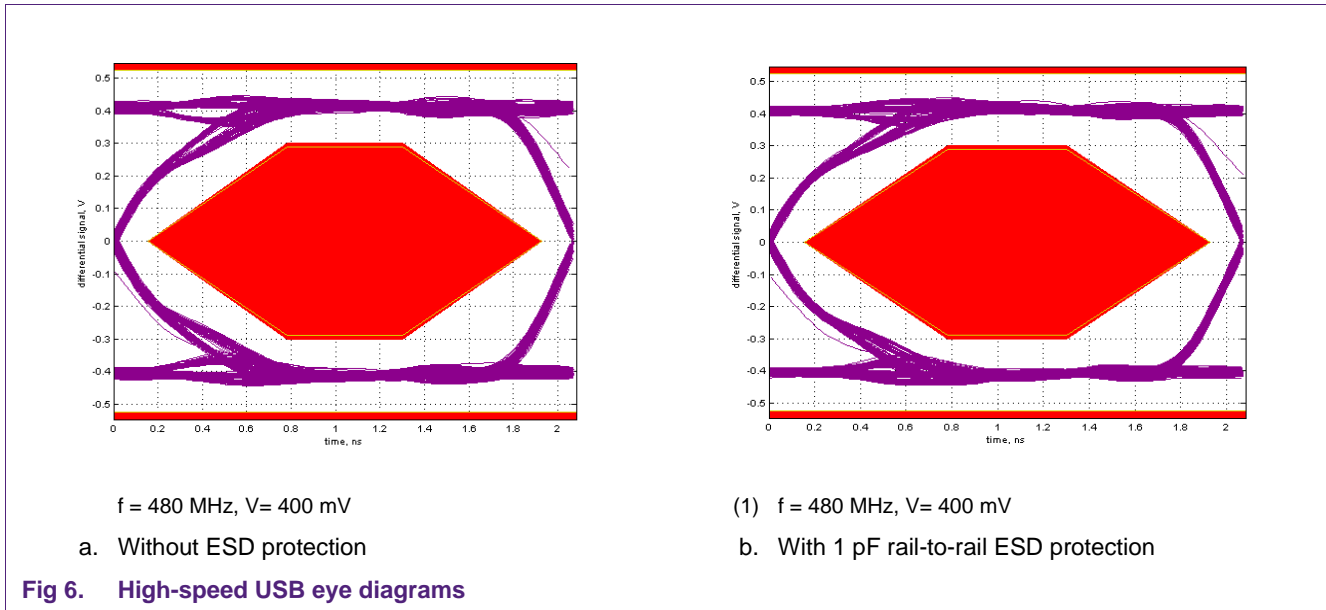 0.5
0.4
0.3
0.2
0.1
0
-0.1
-0.2
-0.3
-0.4
-0.5
differential signal, V
0 0.2 0.4 0.6 0.8 1 1.2 1.4 1.6 1.8 2
time, ns
0.5
0.4
0.3
0.2
0.1
0
-0.1
-0.2
-0.3
-0.4
-0.5
differential signal, V
0 0.2 0.4 0.6 0.8 1 1.2 1.4 1.6 1.8 2
time, ns
f = 480 MHz, V= 400 mV
a. Without ESD protection
(1) f = 480 MHz, V= 400 mV
b. With 1 pF rail-to-rail ESD protection
Fig 6. High-speed USB eye diagrams